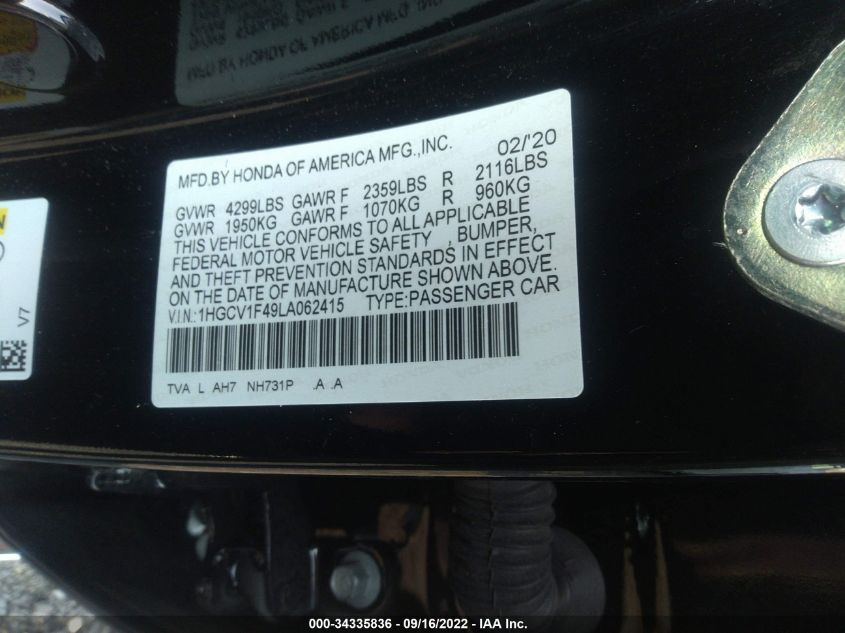 MFD.BY HONDA OF AMERICA MFG.,INC. 02/'20
GVWR 4299LBS GAWR F 2359LBS R 2116LBS
GVWR 1950KG GAWR F 1070KG R 960KG
THIS VEHICLE CONFORMS TO ALL APPLICABLE
FEDERAL MOTOR VEHICLE SAFETY , BUMPER,
AND THEFT PREVENTION STANDARDS IN EFFECT
ON THE DATE OF MANUFACTURE SHOWN ABOVE.
V.I.N.:1HGCV1F49LA062415 TYPE:PASSENGER CAR
TVA L AH7 NH731P .A .A
V7
000-34335836 - 09/16/2022 - IAA Inc.